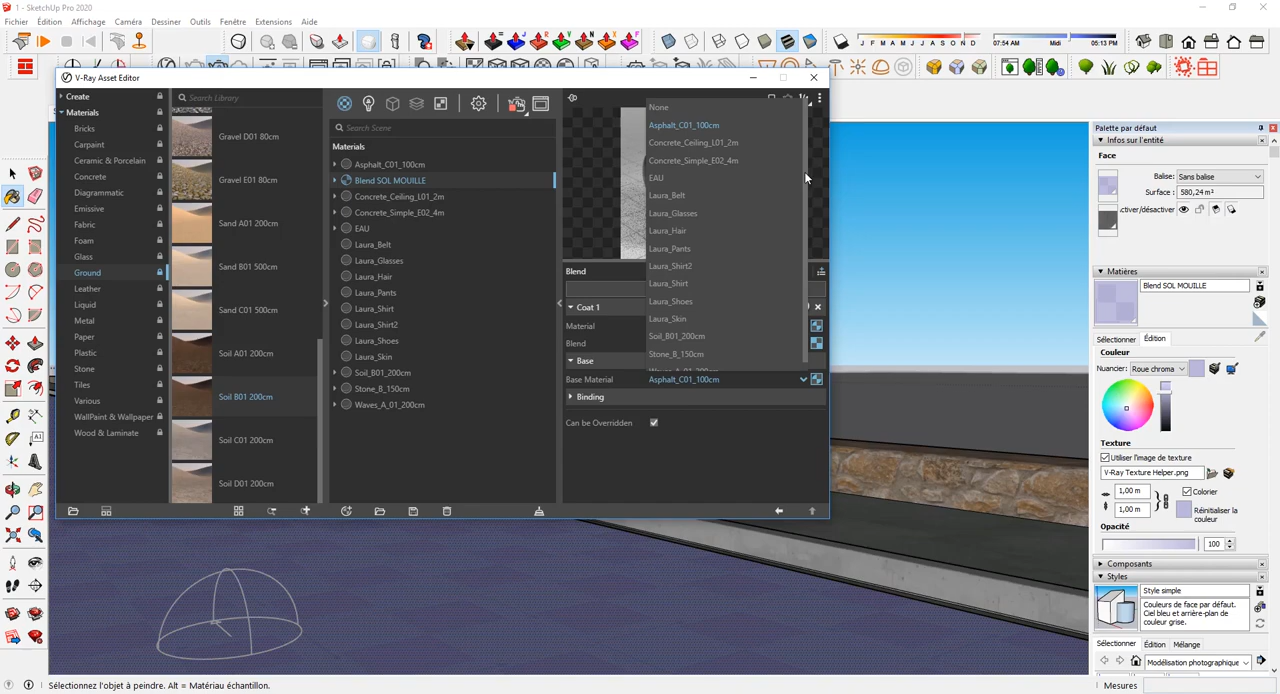 1 - SketchUp Pro 2020
Fichier Édition Affichage Caméra Dessiner Outils Fenêtre Extensions Aide
J F M A M J J A S O N D
07:54 AM Midi 05:13 PM
V-Ray Asset Editor
Create
Materials
Bricks
Carpaint
Ceramic & Porcelain
Concrete
Diagrammatic
Emissive
Fabric
Foam
Glass
Ground
Leather
Liquid
Metal
Paper
Plastic
Stone
Tiles
Various
WallPaint & Wallpaper
Wood & Laminate
Search Library
Gravel D01 80cm
Gravel E01 80cm
Sand A01 200cm
Sand B01 500cm
Sand C01 500cm
Soil A01 200cm
Soil B01 200cm
Soil C01 200cm
Soil D01 200cm
Search Scene
Materials
Asphalt_C01_100cm
Blend SOL MOUILLE
Concrete_Ceiling_L01_2m
Concrete_Simple_E02_4m
EAU
Laura_Belt
Laura_Glasses
Laura_Hair
Laura_Pants
Laura_Shirt
Laura_Shirt2
Laura_Shoes
Laura_Skin
Soil_B01_200cm
Stone_B_150cm
Waves_A_01_200cm
None
Asphalt_C01_100cm
Concrete_Ceiling_L01_2m
Concrete_Simple_E02_4m
EAU
Laura_Belt
Laura_Glasses
Laura_Hair
Laura_Pants
Laura_Shirt2
Laura_Shirt
Laura_Shoes
Laura_Skin
Soil_B01_200cm
Stone_B_150cm
Blend
Coat 1
Material
Blend
Base
Base Material Asphalt_C01_100cm
Binding
Can be Overridden
Palette par défaut
Infos sur l'entité
Face
Balise: Sans balise
Surface : 580,24 m²
ctiver/désactiver
Matières
Blend SOL MOUILLE
Sélectionner Édition
Couleur
Nuancier: Roue chroma
Texture
Utiliser l'image de texture
V-Ray Texture Helper.png
1,00 m Colorier
1,00 m Réinitialiser la
couleur
Opacité
100
Composants
Styles
Style simple
Couleurs de face par défaut.
Ciel bleu et arrière-plan de
couleur grise.
Sélectionner Édition Mélange
Modélisation photographique
Sélectionnez l'objet à peindre. Alt = Matériau échantillon.
Mesures